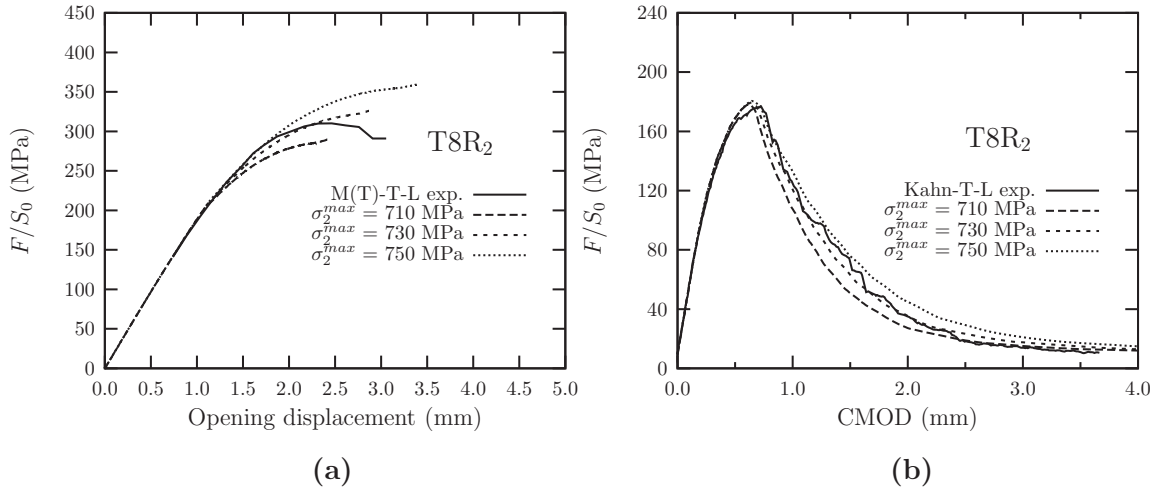 450
400
350
300
250
200
150
100
50
0
F/S₀ (MPa)
T8R₂
M(T)-T-L exp.
σ₂ᵐᵃˣ = 710 MPa
σ₂ᵐᵃˣ = 730 MPa
σ₂ᵐᵃˣ = 750 MPa
0.0 0.5 1.0 1.5 2.0 2.5 3.0 3.5 4.0 4.5 5.0
Opening displacement (mm)
(a)
240
200
160
120
80
40
0
F/S₀ (MPa)
T8R₂
Kahn-T-L exp.
σ₂ᵐᵃˣ = 710 MPa
σ₂ᵐᵃˣ = 730 MPa
σ₂ᵐᵃˣ = 750 MPa
0.0 1.0 2.0 3.0 4.0
CMOD (mm)
(b)